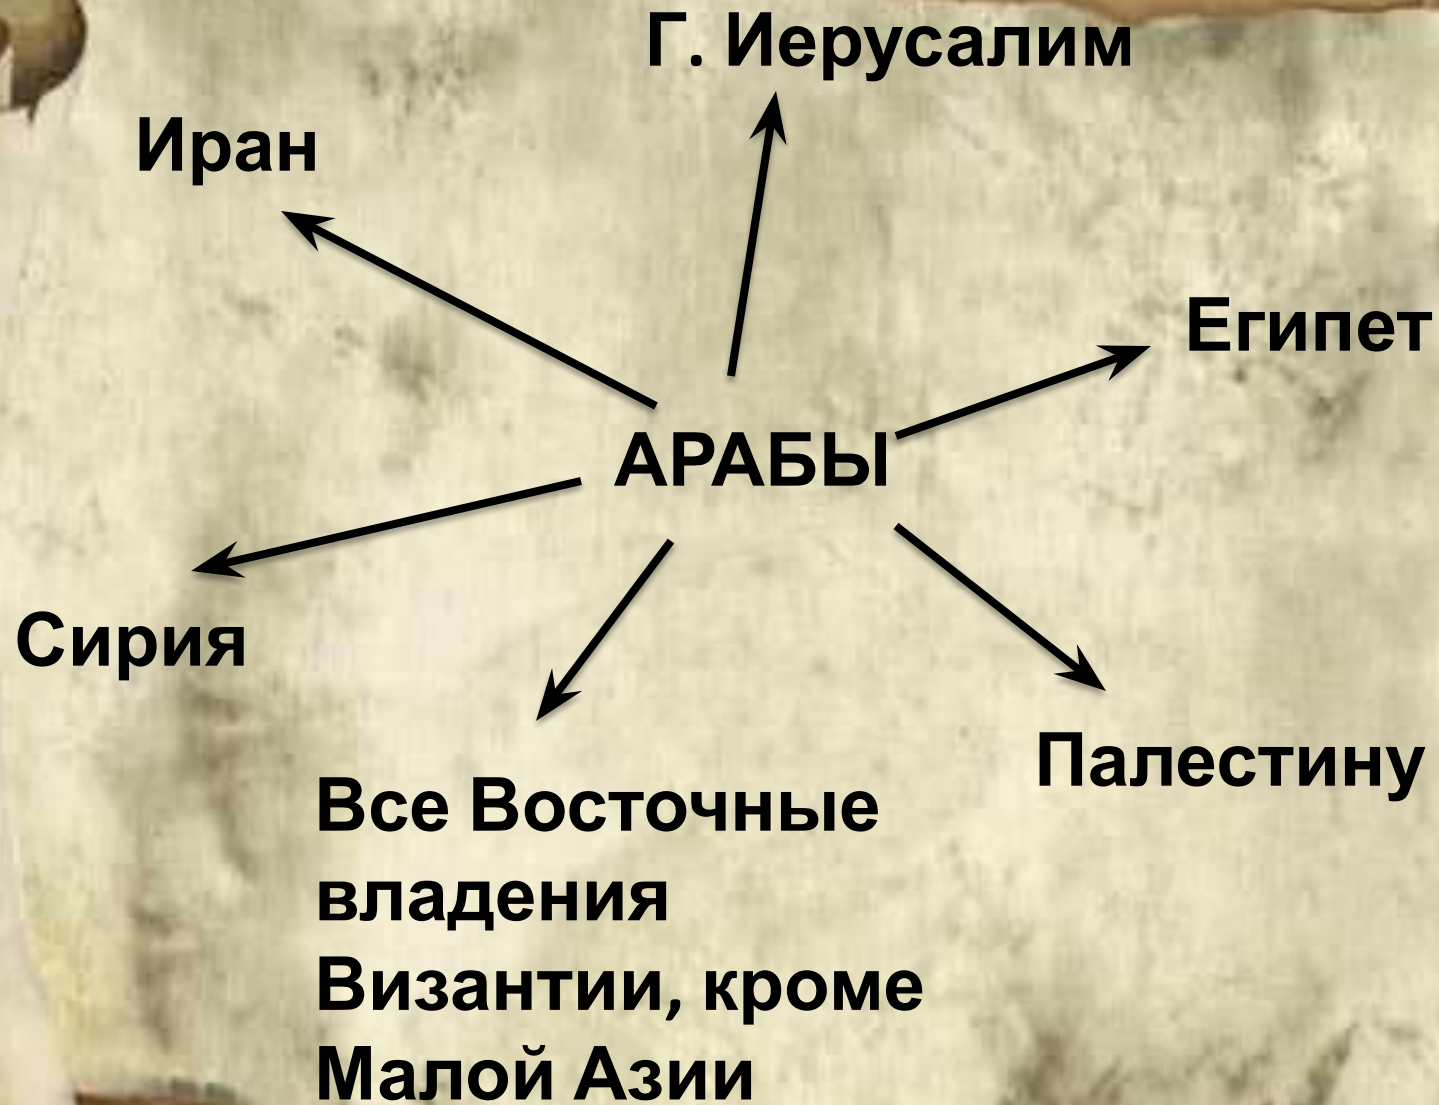 Г. Иерусалим
Иран
Египет
АРАБЫ
Сирия
Палестину
Все Восточные
владения
Византии, кроме
Малой Азии